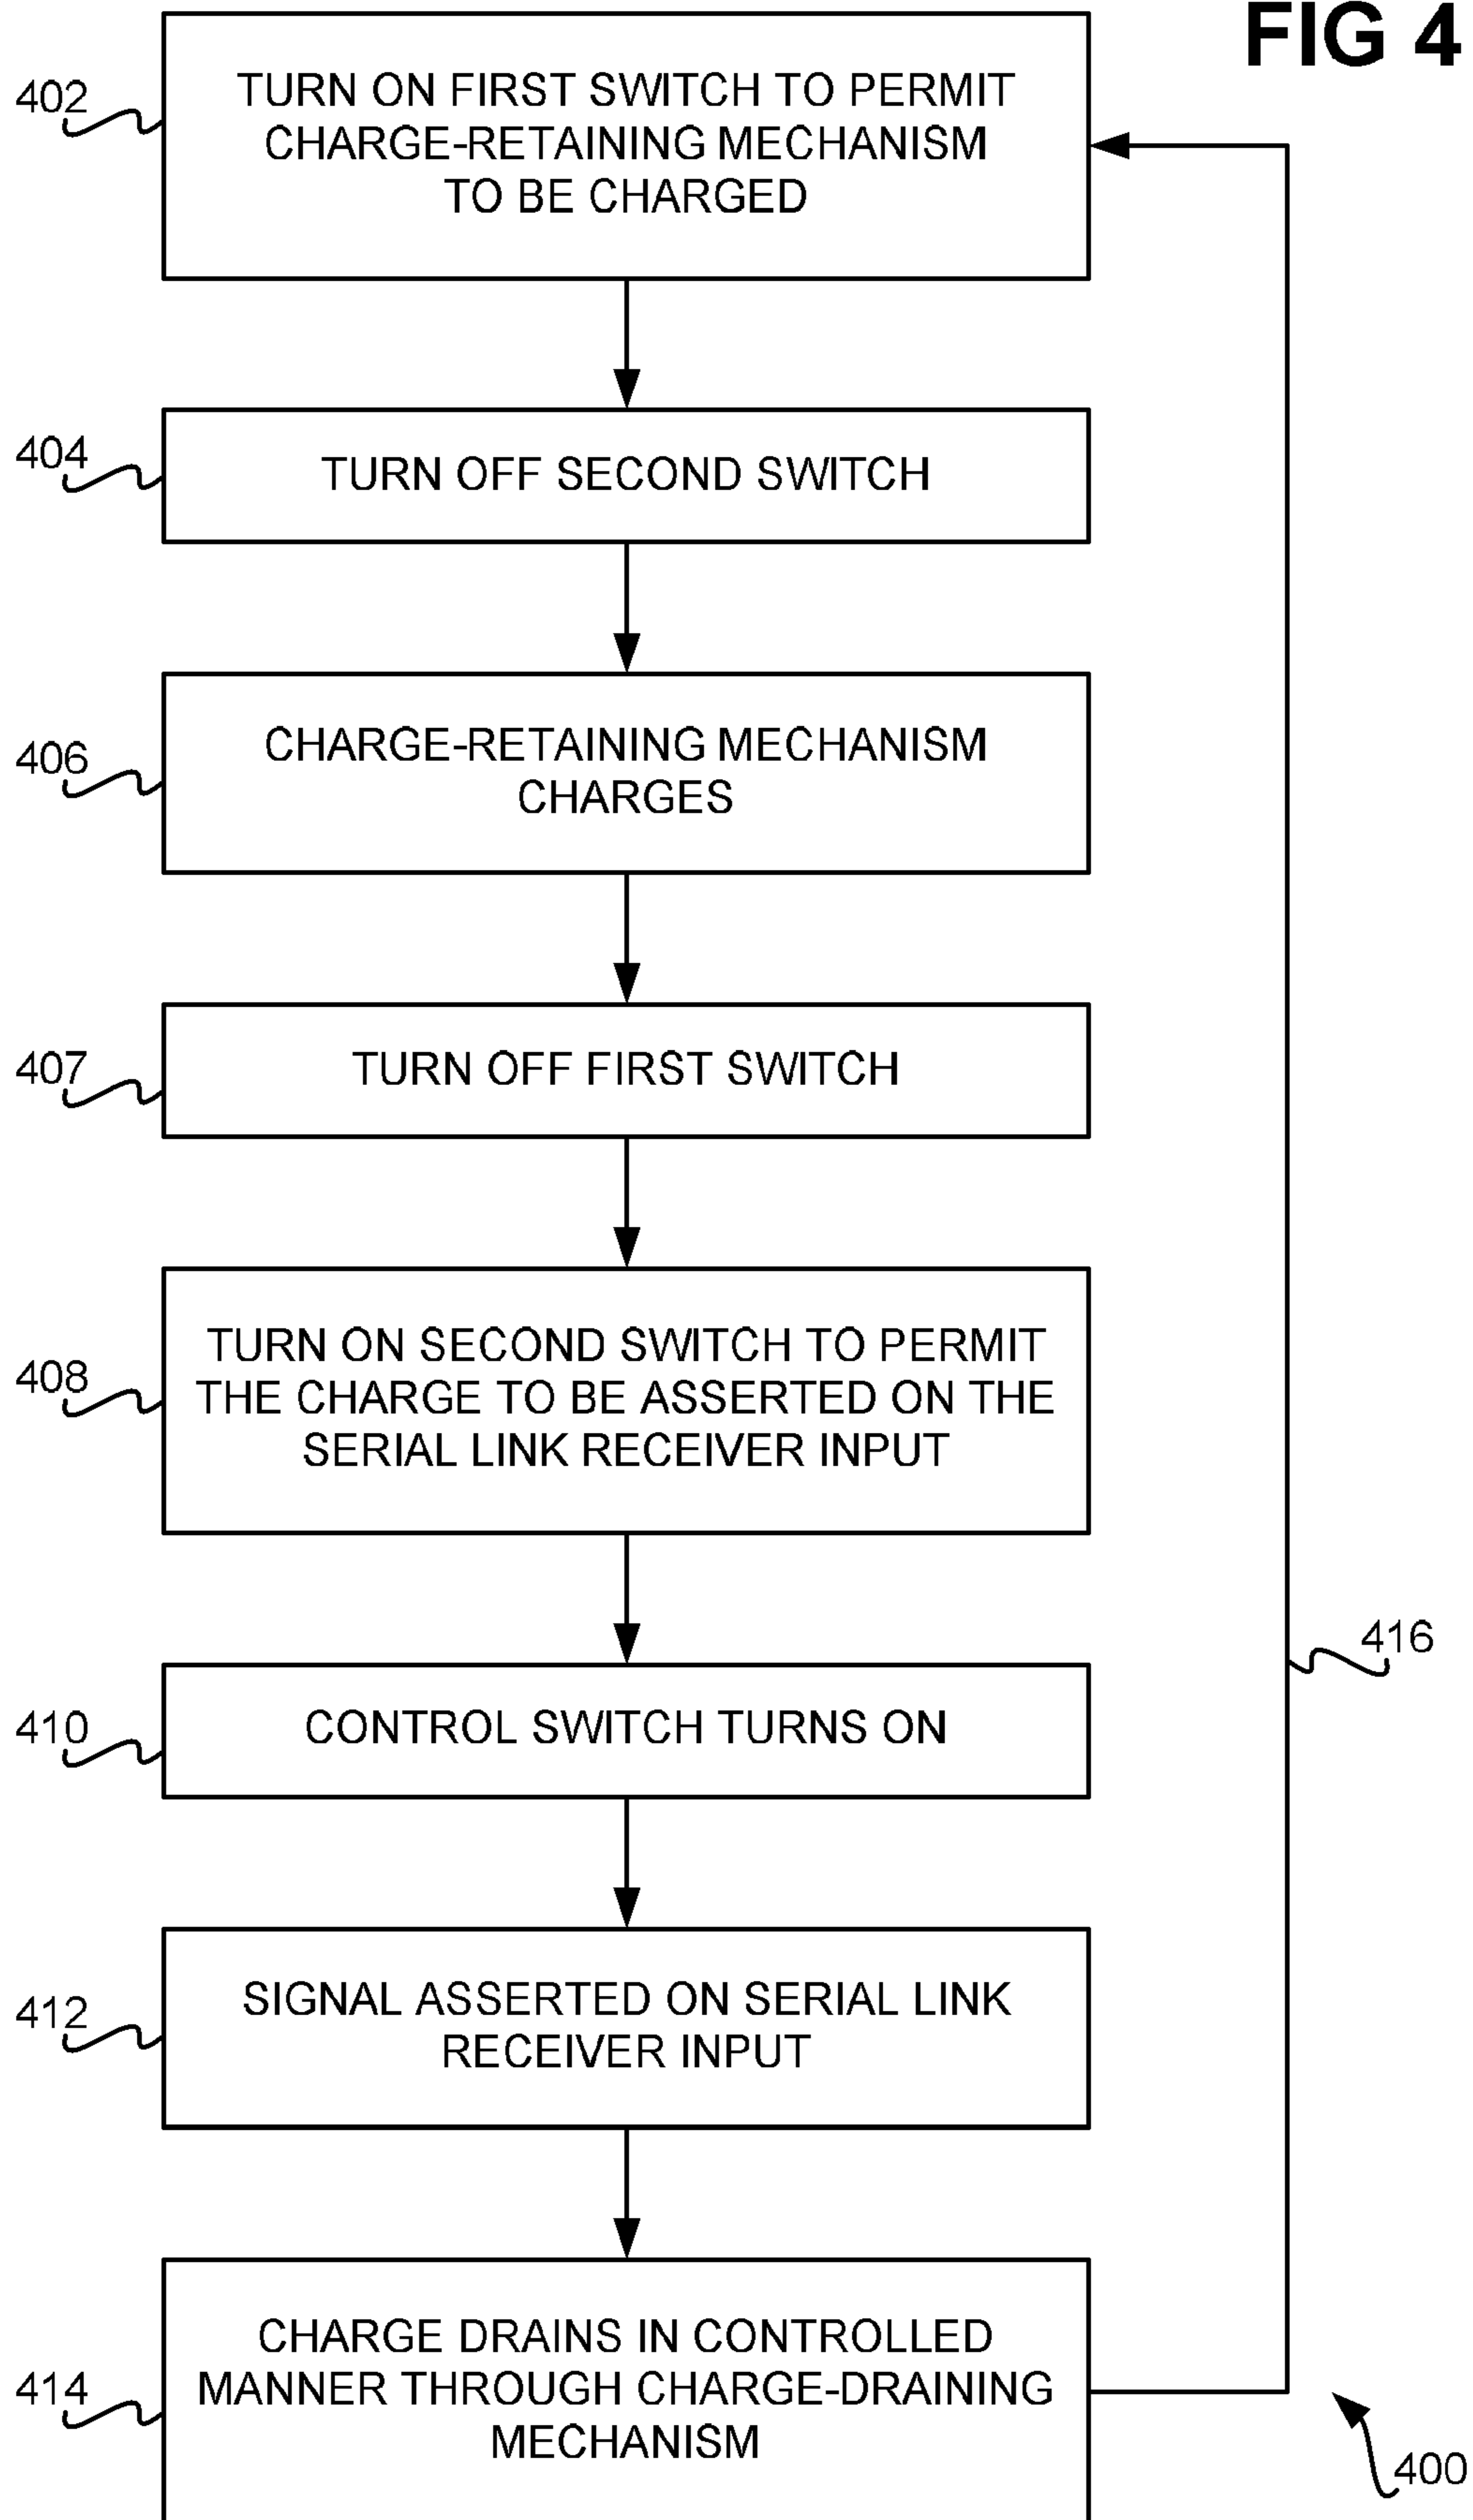 FIG 4
402
TURN ON FIRST SWITCH TO PERMIT
CHARGE-RETAINING MECHANISM
TO BE CHARGED
404
TURN OFF SECOND SWITCH
406
CHARGE-RETAINING MECHANISM
CHARGES
407
TURN OFF FIRST SWITCH
408
TURN ON SECOND SWITCH TO PERMIT
THE CHARGE TO BE ASSERTED ON THE
SERIAL LINK RECEIVER INPUT
416
410
CONTROL SWITCH TURNS ON
412
SIGNAL ASSERTED ON SERIAL LINK
RECEIVER INPUT
414
CHARGE DRAINS IN CONTROLLED
MANNER THROUGH CHARGE-DRAINING
MECHANISM
400